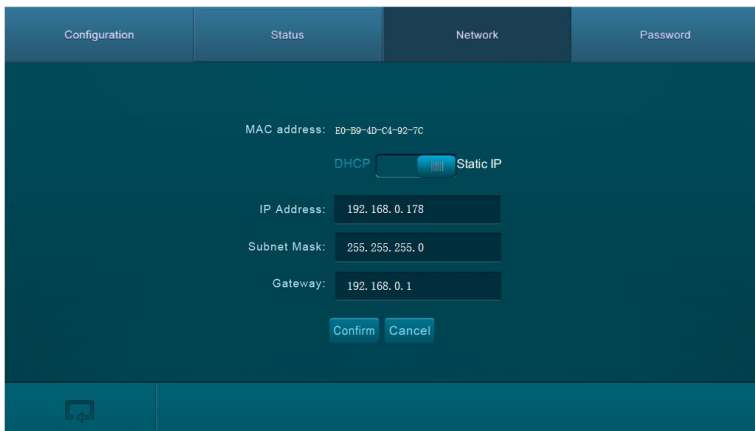 Configuration Status Network Password
MAC address: E0-B9-4D-C4-92-7C
DHCP Static IP
IP Address: 192.168.0.178
Subnet Mask: 255.255.255.0
Gateway: 192.168.0.1
Confirm Cancel